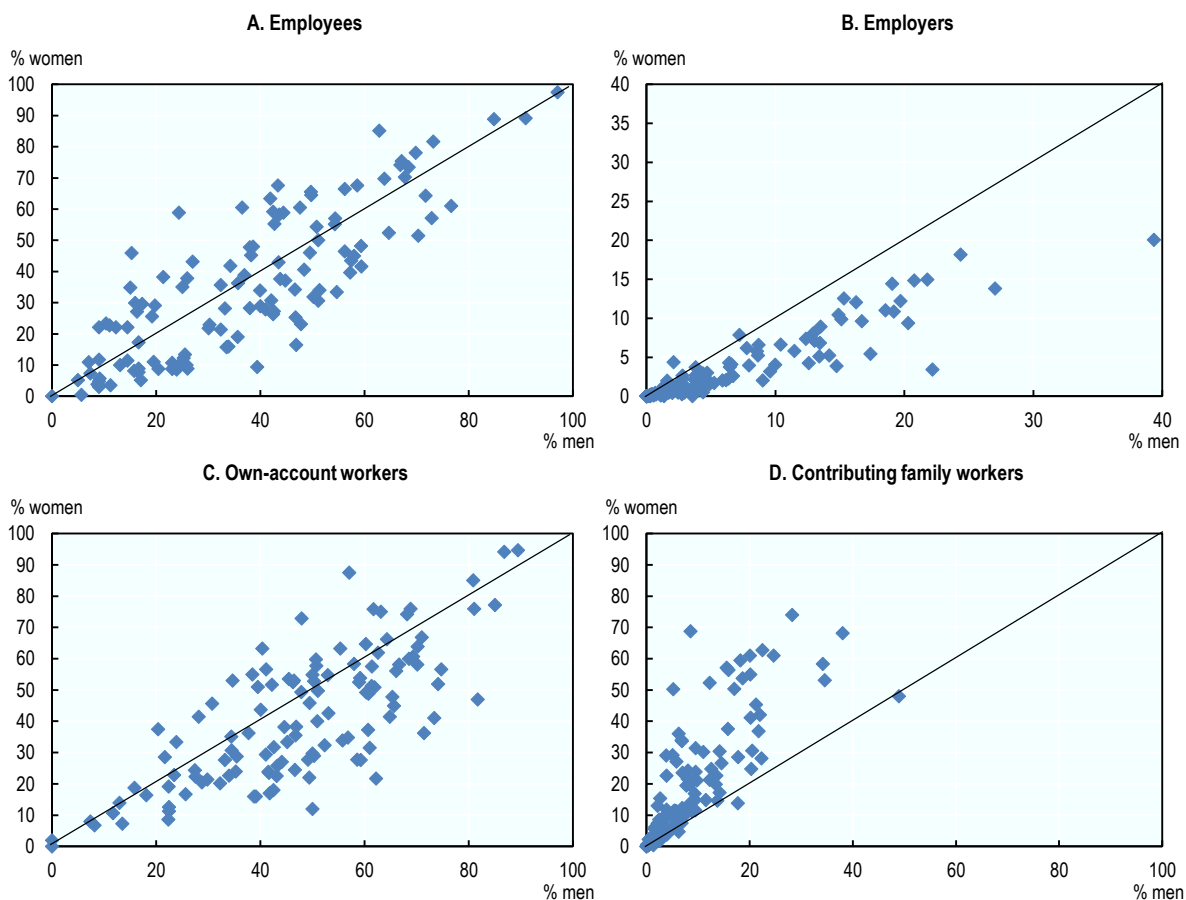 A. Employees
% women
100
90
80
70
60
50
40
30
20
10
0
0 20 40 60 80 100
% men
B. Employers
% women
40
35
30
25
20
15
10
5
0
0 10 20 30 40
% men
C. Own-account workers
% women
100
90
80
70
60
50
40
30
20
10
0
0 20 40 60 80 100
% men
D. Contributing family workers
% women
100
90
80
70
60
50
40
30
20
10
0
0 20 40 60 80 100
% men